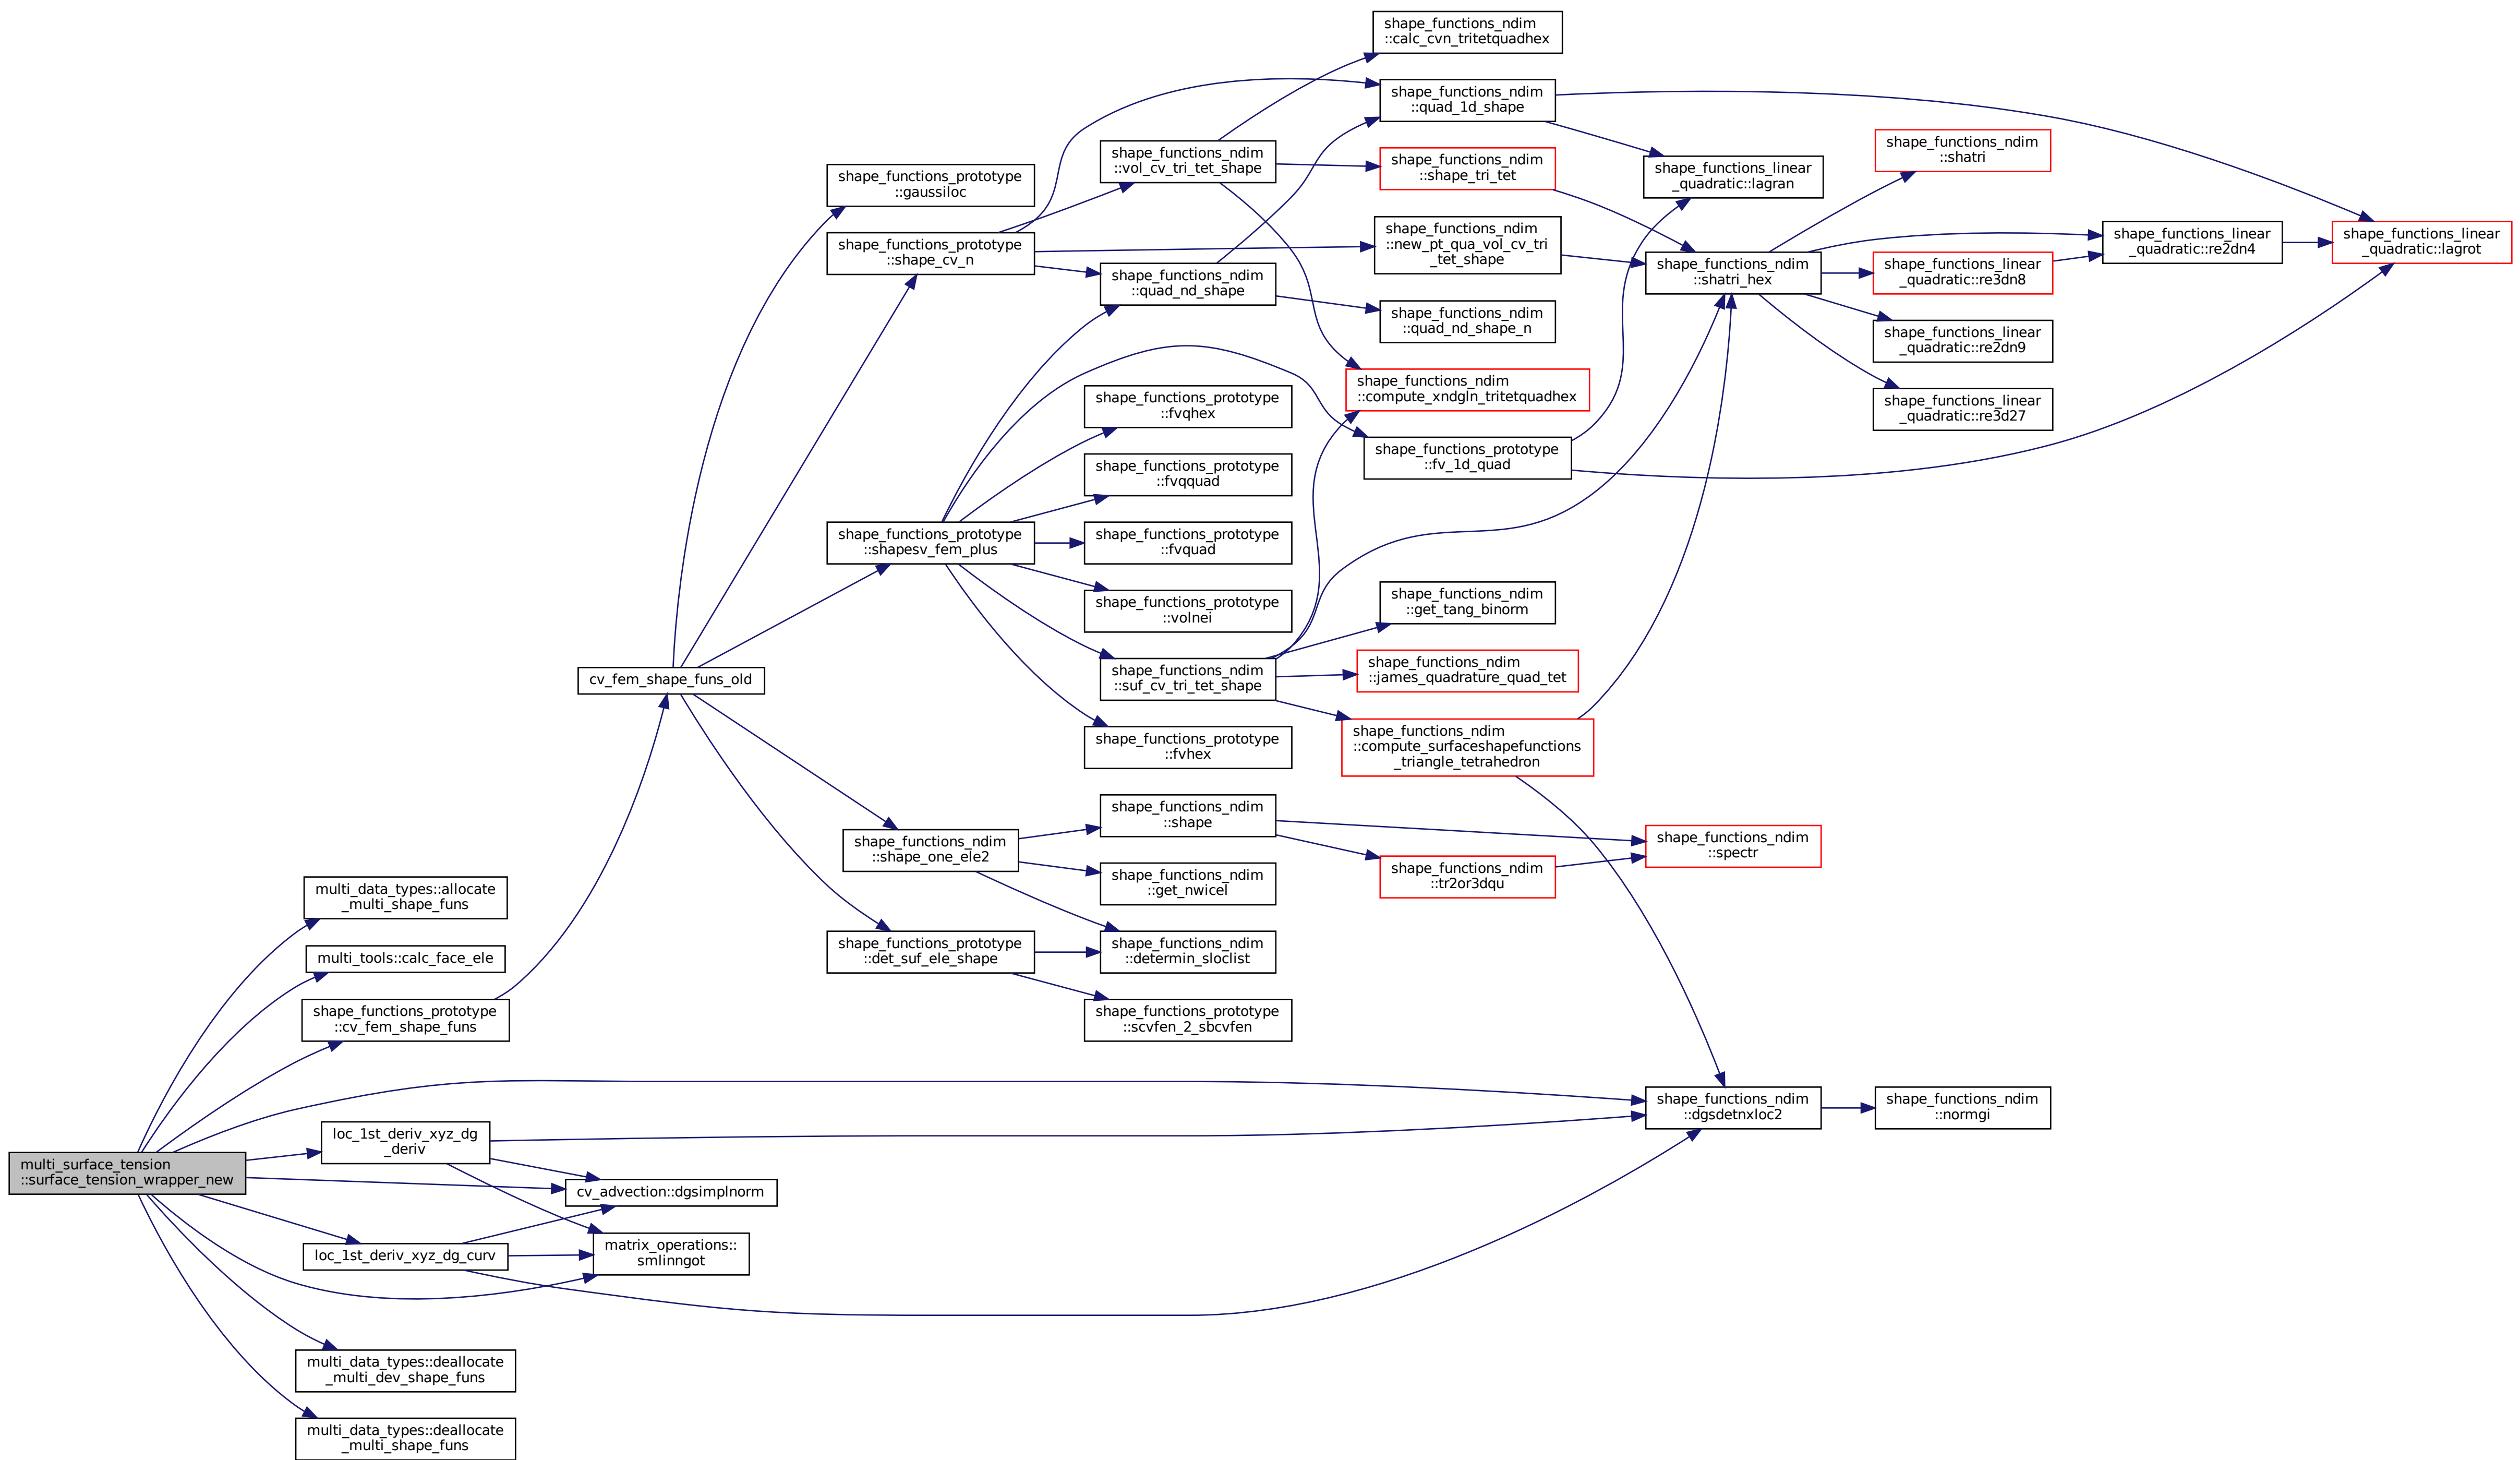 shape_functions_ndim
::calc_cvn_tritetquadhex
shape_functions_ndim
::quad_1d_shape
shape_functions_ndim
::shatri
shape_functions_ndim
::vol_cv_tri_tet_shape
shape_functions_ndim
::shape_tri_tet
shape_functions_linear
_quadratic::lagran
shape_functions_prototype
::gaussiloc
shape_functions_prototype
::shape_cv_n
shape_functions_ndim
::new_pt_qua_vol_cv_tri
_tet_shape
shape_functions_linear
_quadratic::re2dn4
shape_functions_linear
_quadratic::lagrot
shape_functions_ndim
::quad_nd_shape
shape_functions_ndim
::shatri_hex
shape_functions_linear
_quadratic::re3dn8
shape_functions_ndim
::quad_nd_shape_n
shape_functions_linear
_quadratic::re2dn9
shape_functions_ndim
::compute_xndgln_tritetquadhex
shape_functions_linear
_quadratic::re3d27
shape_functions_prototype
::fvqhex
shape_functions_prototype
::fv_1d_quad
shape_functions_prototype
::fvqquad
shape_functions_prototype
::shapesv_fem_plus
shape_functions_prototype
::fvquad
shape_functions_prototype
::volnei
shape_functions_ndim
::get_tang_binorm
cv_fem_shape_funs_old
shape_functions_ndim
::suf_cv_tri_tet_shape
shape_functions_ndim
::james_quadrature_quad_tet
shape_functions_prototype
::fvhex
shape_functions_ndim
::compute_surfaceshapefunctions
_triangle_tetrahedron
shape_functions_ndim
::shape_one_ele2
shape_functions_ndim
::shape
shape_functions_ndim
::spectr
shape_functions_ndim
::get_nwicel
shape_functions_ndim
::tr2or3dqu
multi_data_types::allocate
_multi_shape_funs
multi_tools::calc_face_ele
shape_functions_prototype
::det_suf_ele_shape
shape_functions_ndim
::determin_sloclist
shape_functions_prototype
::cv_fem_shape_funs
shape_functions_prototype
::scvfen_2_sbcvfen
shape_functions_ndim
::dgsdetnxloc2
shape_functions_ndim
::normgi
loc_1st_deriv_xyz_dg
_deriv
multi_surface_tension
::surface_tension_wrapper_new
cv_advection::dgsimplnorm
loc_1st_deriv_xyz_dg_curv
matrix_operations::
smlinngot
multi_data_types::deallocate
_multi_dev_shape_funs
multi_data_types::deallocate
_multi_shape_funs